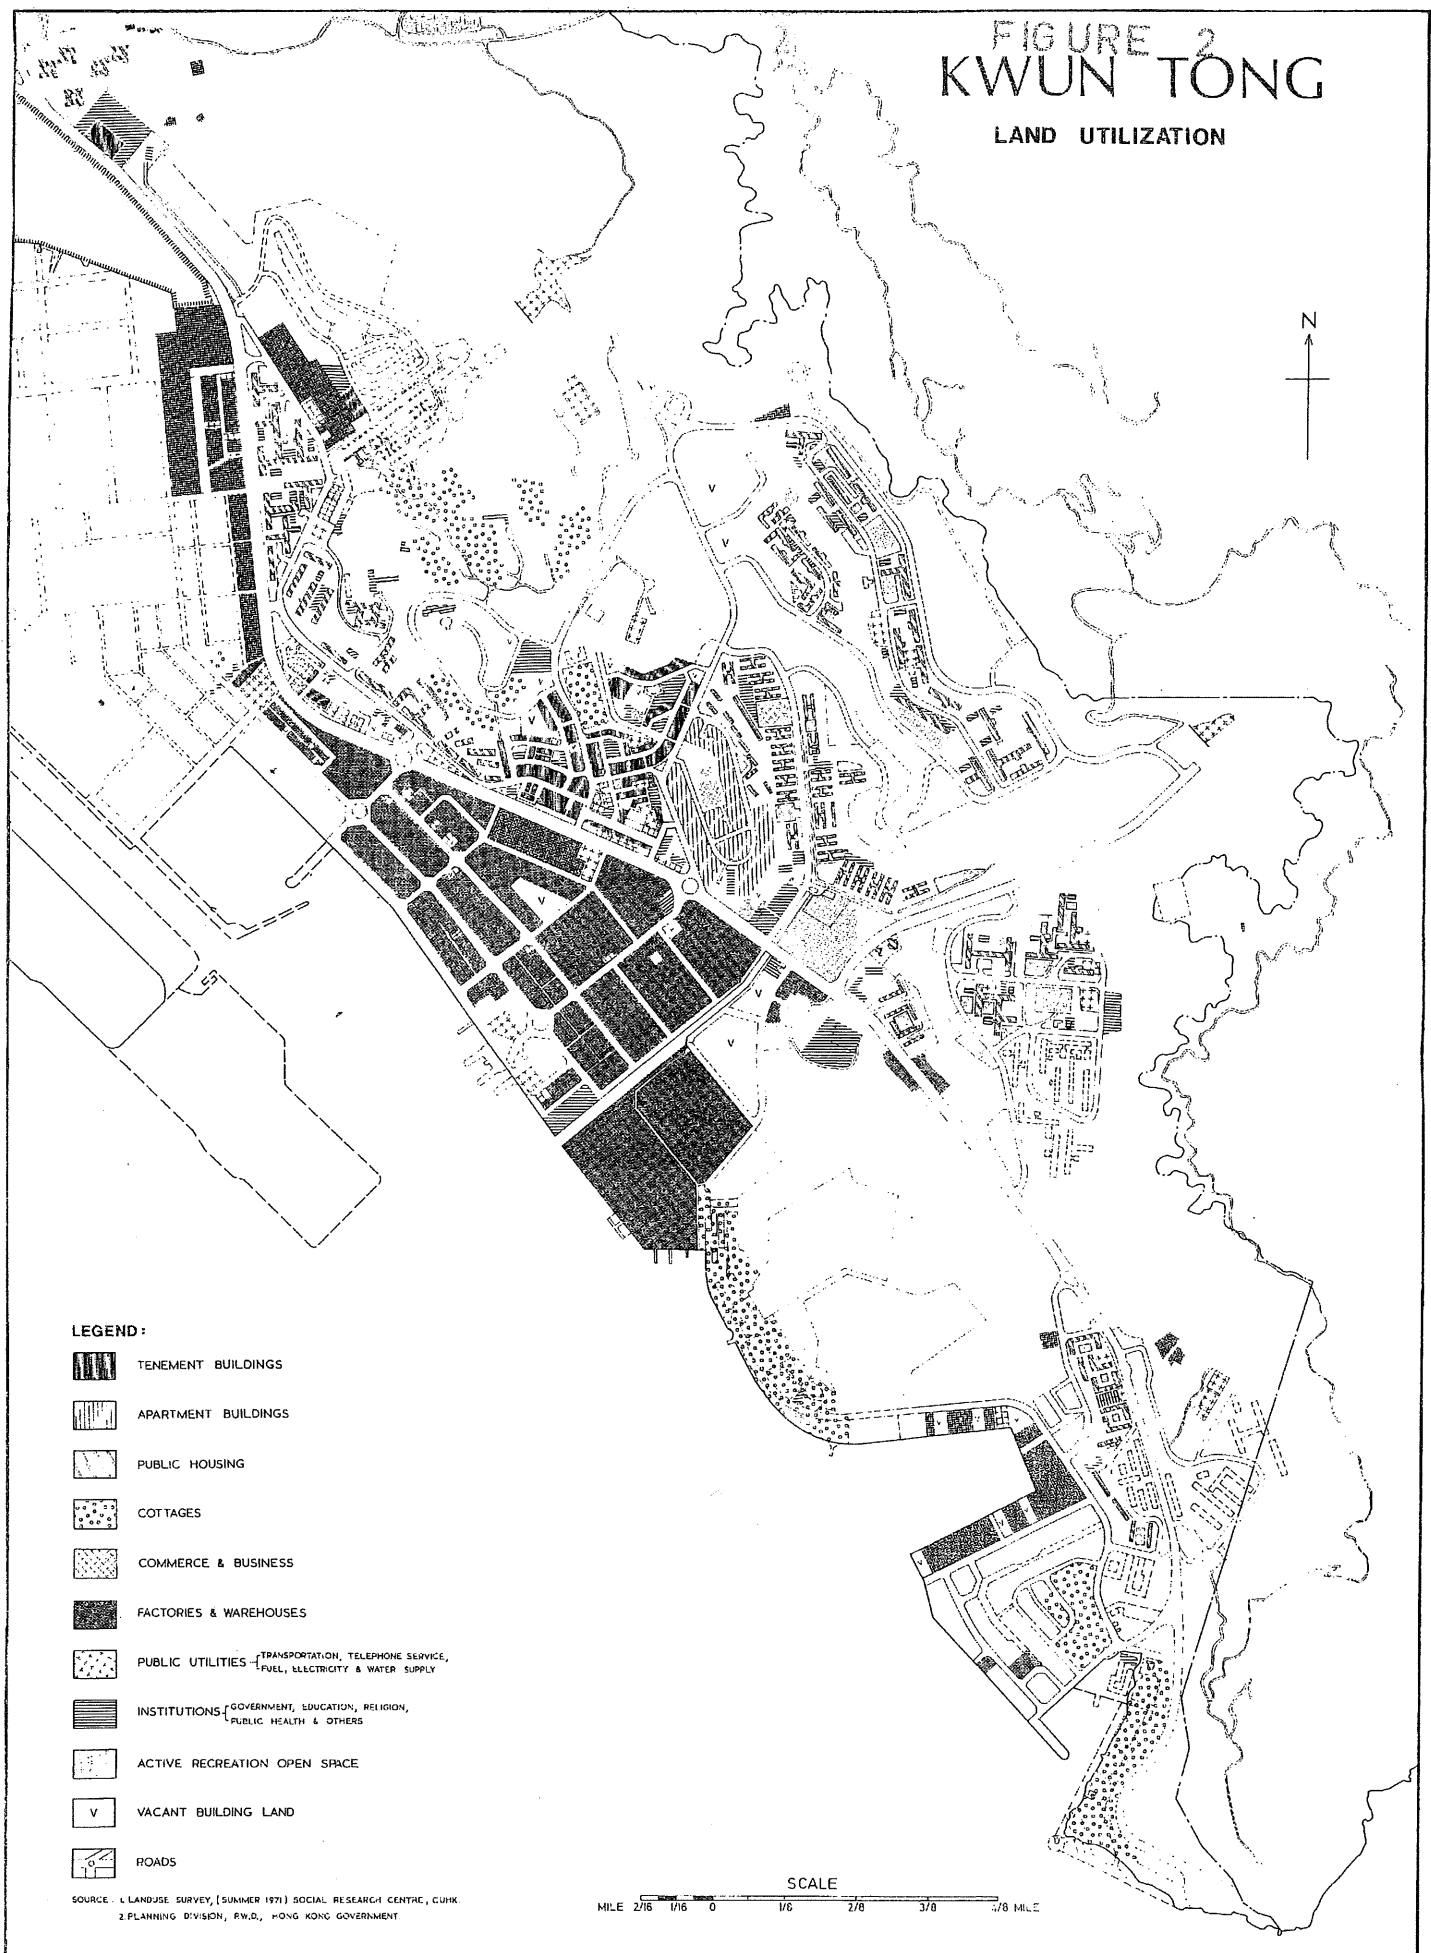 FIGURE 2
KWUN TONG
LAND UTILIZATION
N
V
V
V
V
V
V
V
V
V
V
V
V
V
LEGEND:
TENEMENT BUILDINGS
APARTMENT BUILDINGS
PUBLIC HOUSING
COTTAGES
COMMERCE & BUSINESS
FACTORIES & WAREHOUSES
PUBLIC UTILITIES { TRANSPORTATION, TELEPHONE SERVICE,
FUEL, ELECTRICITY & WATER SUPPLY
INSTITUTIONS { GOVERNMENT, EDUCATION, RELIGION,
PUBLIC HEALTH & OTHERS
ACTIVE RECREATION OPEN SPACE
V VACANT BUILDING LAND
ROADS
SOURCE : 1. LANDUSE SURVEY, (SUMMER 1971) SOCIAL RESEARCH CENTRE, CUHK.
2. PLANNING DIVISION, P.W.D., HONG KONG GOVERNMENT.
SCALE
MILE 2/16 1/16 0 1/8 2/8 3/8 4/8 MILE